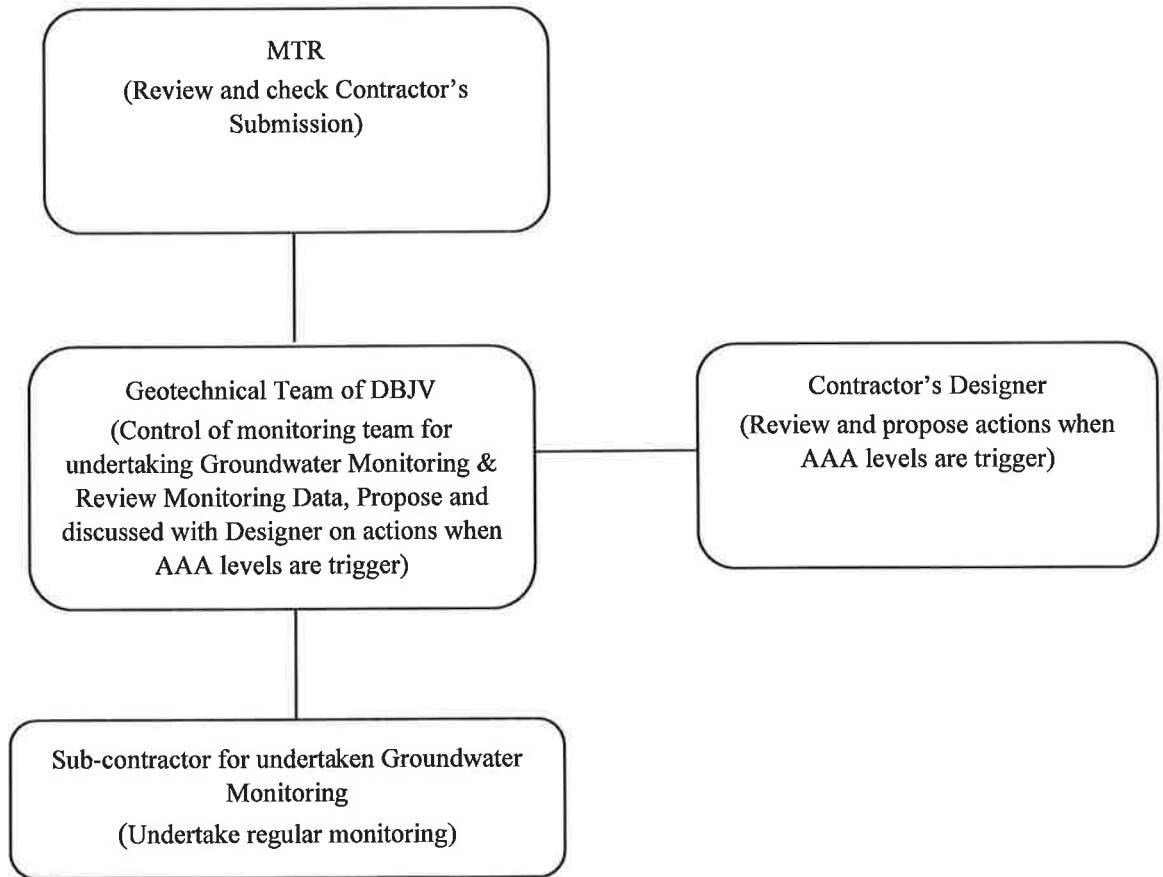 MTR
(Review and check Contractor's
Submission)
Geotechnical Team of DBJV
(Control of monitoring team for
undertaking Groundwater Monitoring &
Review Monitoring Data, Propose and
discussed with Designer on actions when
AAA levels are trigger)
Contractor's Designer
(Review and propose actions when
AAA levels are trigger)
Sub-contractor for undertaken Groundwater
Monitoring
(Undertake regular monitoring)